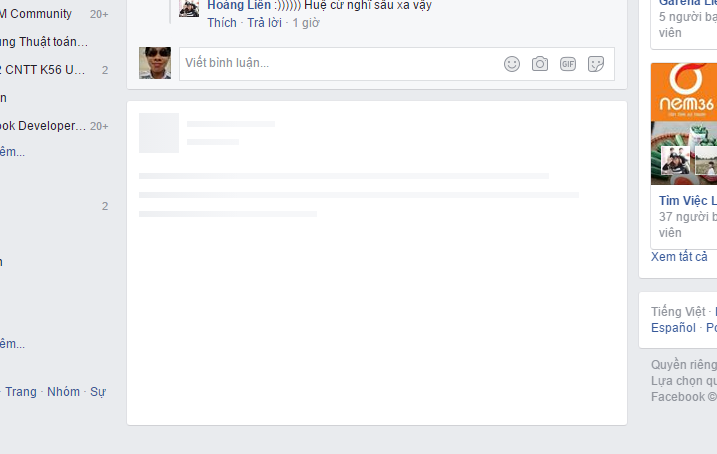 M Community 20+
ung Thuật toán...
2 CNTT K56 U... 2
n
ook Developer... 20+
êm...
2
n
êm...
· Trang · Nhóm · Sự
Hoàng Liên :)))))) Huệ cứ nghĩ sâu xa vậy
Thích · Trả lời · 1 giờ
Viết bình luận...
GIF
Garena Liê
5 người bạ
viên
nem36
Tìm Việc L
37 người b
viên
Xem tất cả
Tiếng Việt ·
Español · Po
Quyền riêng
Lựa chọn qu
Facebook ©